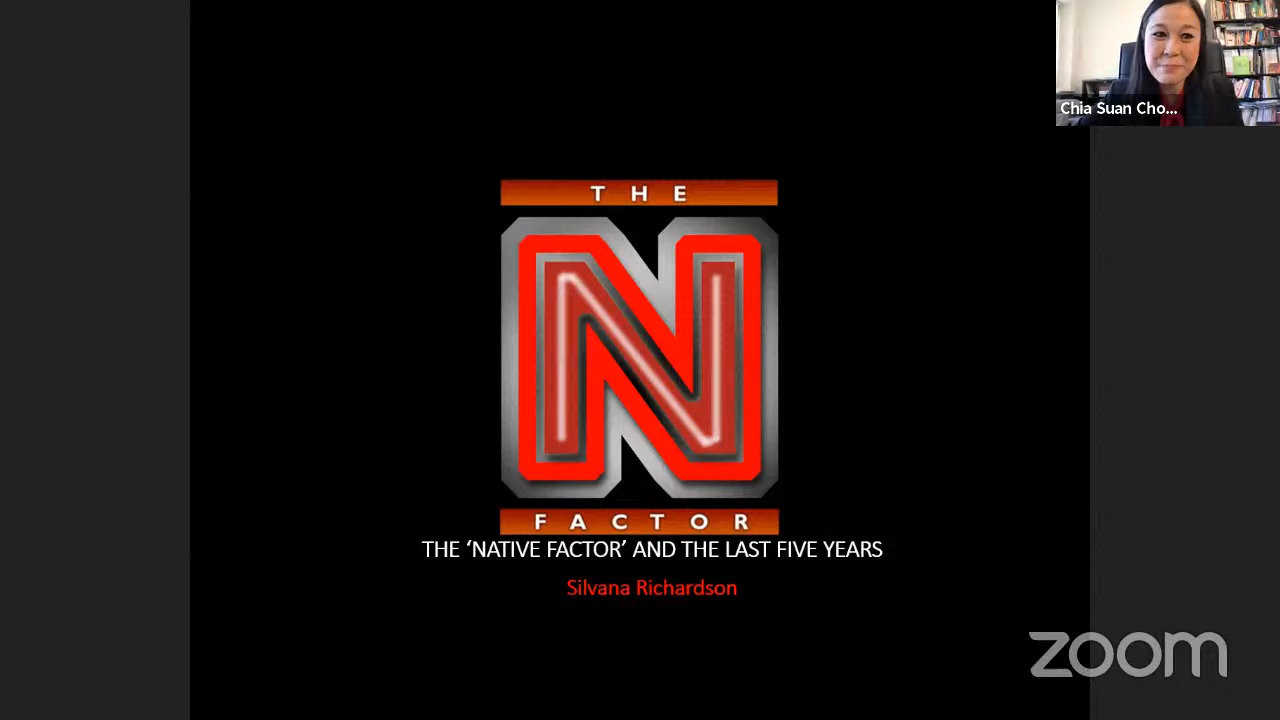 Chia Suan Cho...
THE
N
FACTOR
THE ‘NATIVE FACTOR’ AND THE LAST FIVE YEARS
Silvana Richardson
zoom